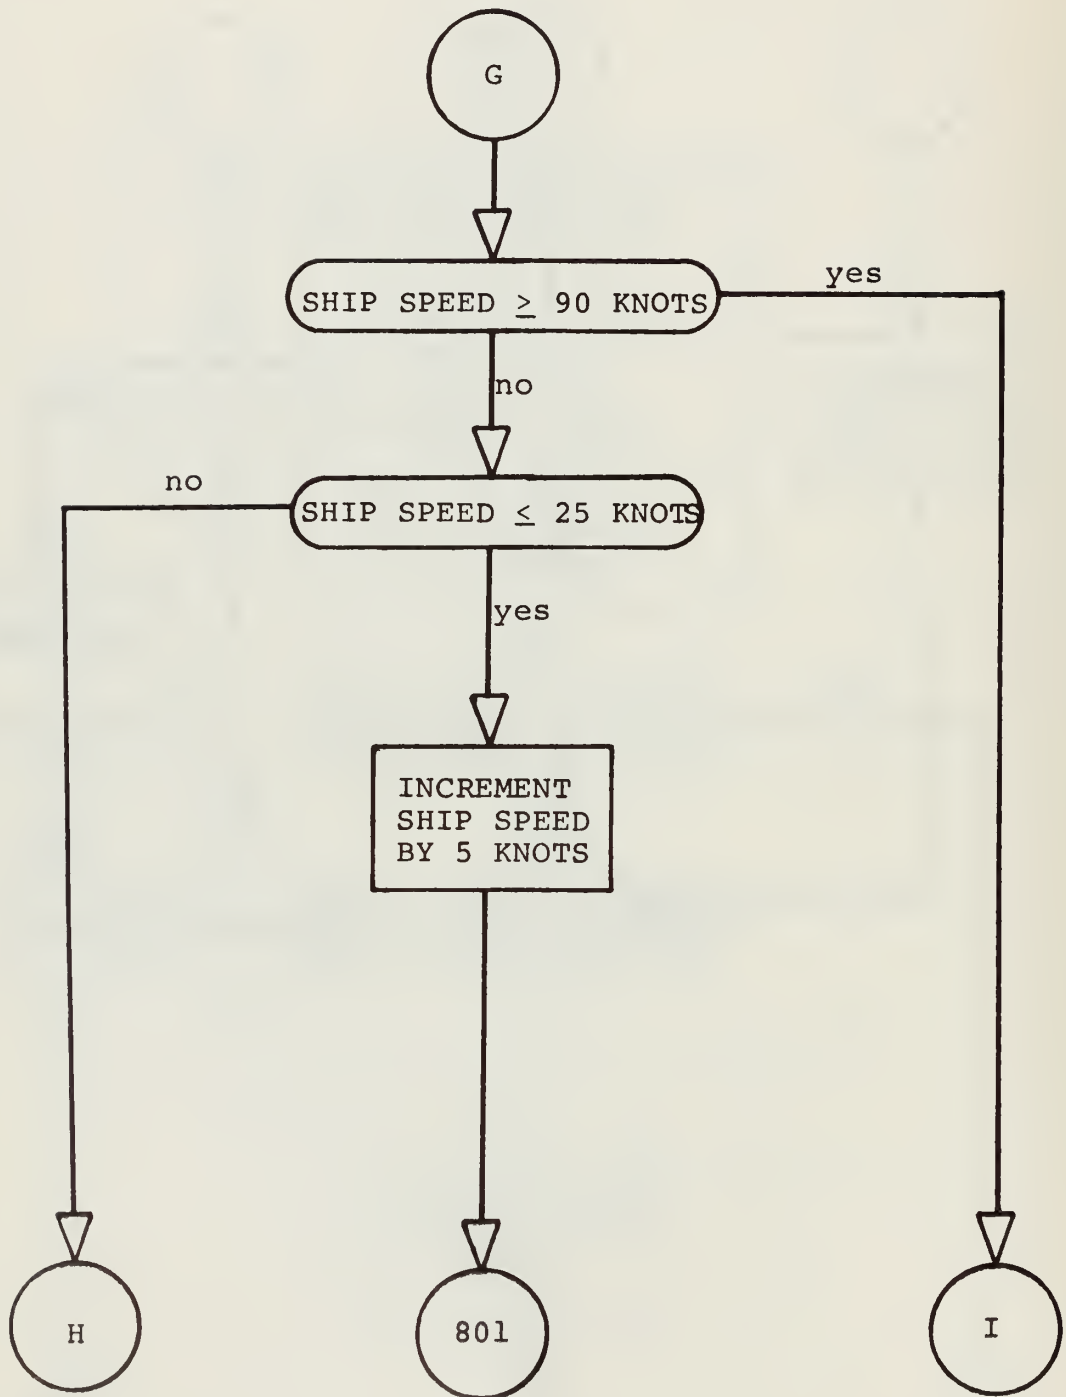 G
SHIP SPEED ≥ 90 KNOTS
yes
no
no
SHIP SPEED ≤ 25 KNOTS
yes
INCREMENT
SHIP SPEED
BY 5 KNOTS
H
801
I